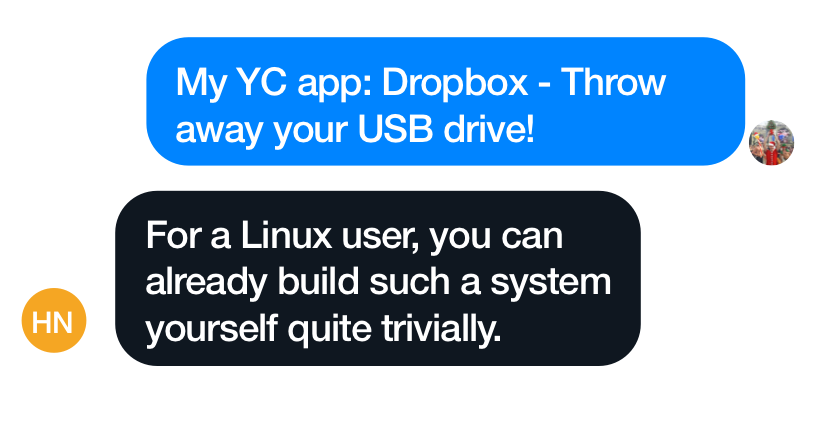 My YC app: Dropbox - Throw
away your USB drive!
For a Linux user, you can
already build such a system
yourself quite trivially.
HN